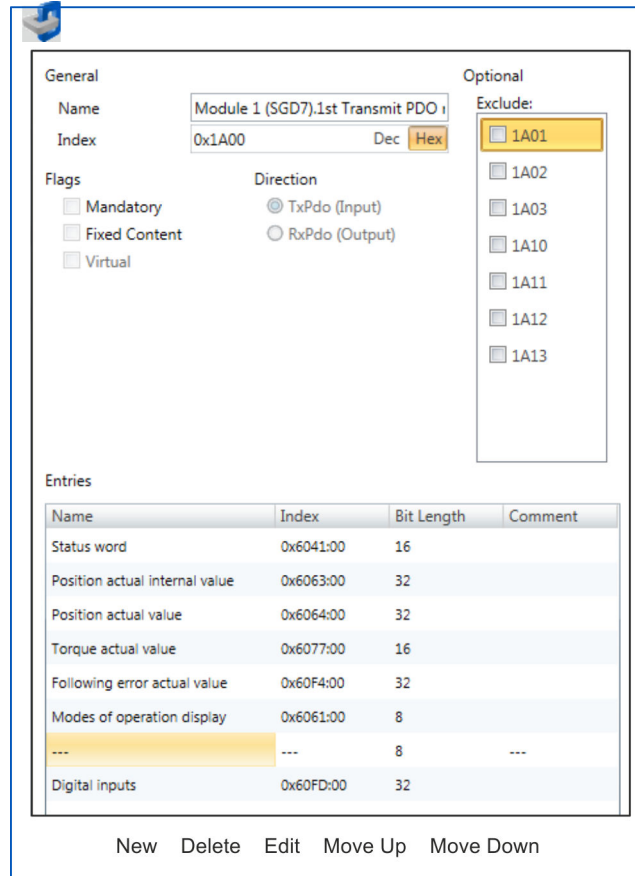 General
Name Module 1 (SGD7).1st Transmit PDO
Index 0x1A00 Dec Hex
Flags
Mandatory
Fixed Content
Virtual
Direction
TxPdo (Input)
RxPdo (Output)
Optional
Exclude:
1A01
1A02
1A03
1A10
1A11
1A12
1A13
Entries
Name Index Bit Length Comment
Status word 0x6041:00 16
Position actual internal value 0x6063:00 32
Position actual value 0x6064:00 32
Torque actual value 0x6077:00 16
Following error actual value 0x60F4:00 32
Modes of operation display 0x6061:00 8
--- --- 8 ---
Digital inputs 0x60FD:00 32
New Delete Edit Move Up Move Down